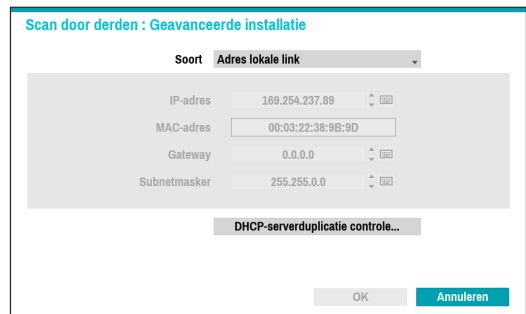 Scan door derden : Geavanceerde installatie
Soort Adres lokale link
IP-adres 169.254.237.89
MAC-adres 00:03:22:38:9B:9D
Gateway 0.0.0.0
Subnetmasker 255.255.0.0
DHCP-serverduplicatie controle...
OK Annuleren